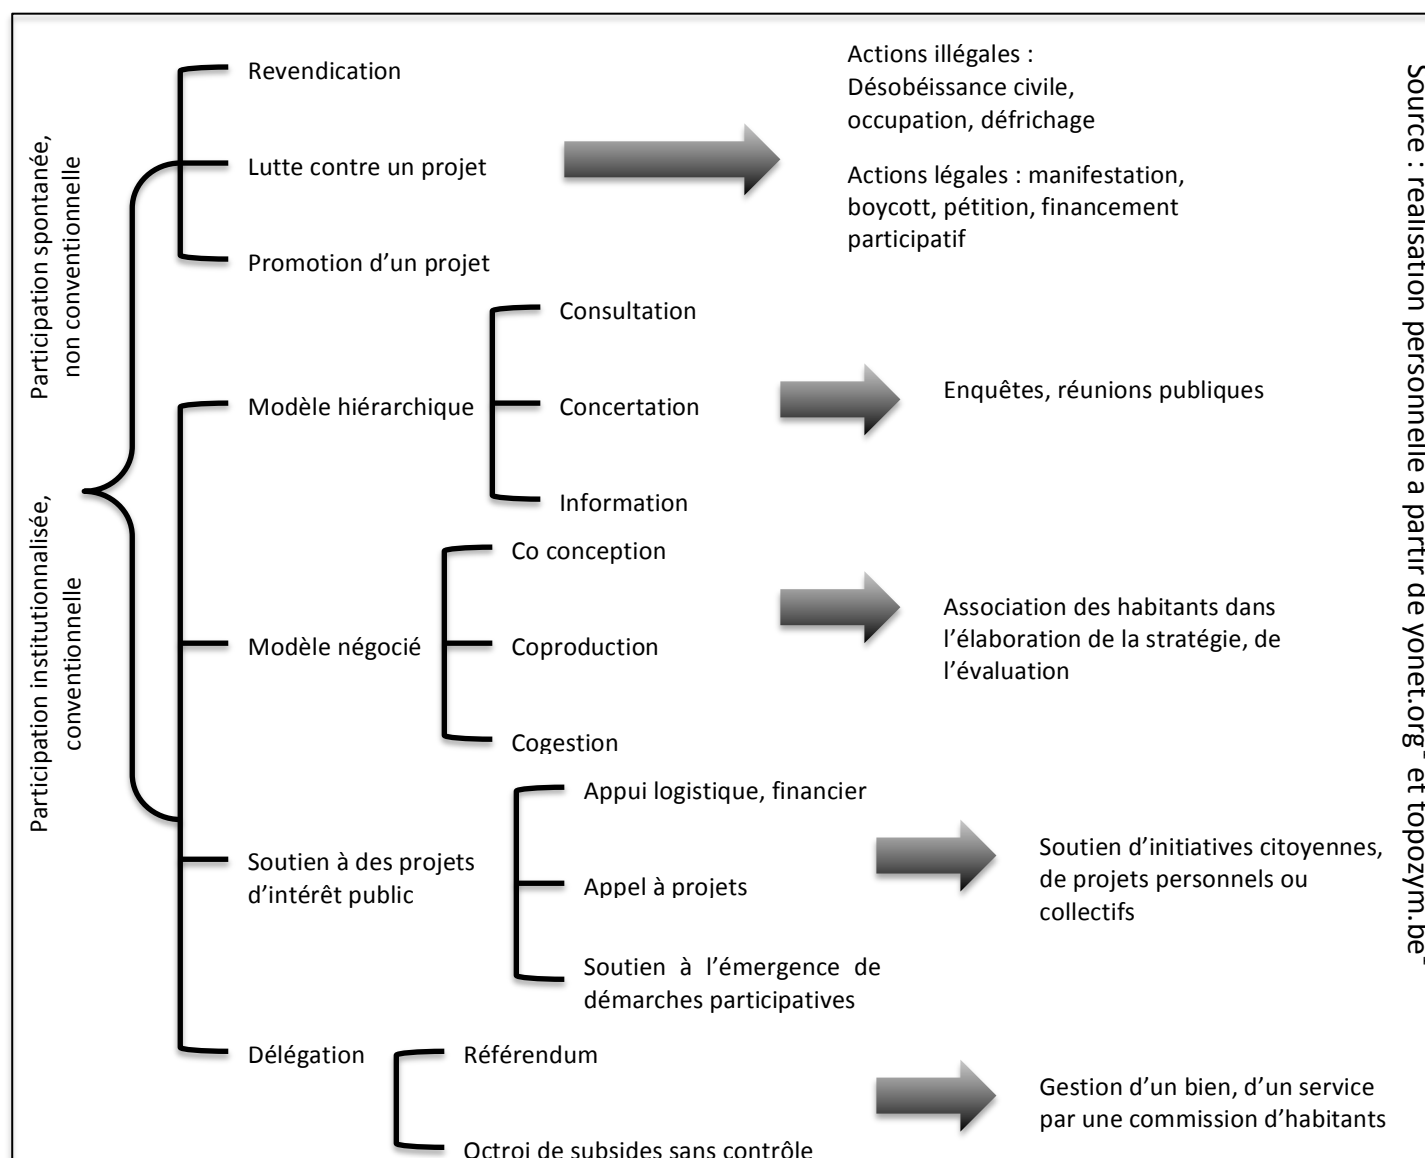 Participation spontanée,
non conventionnelle
Revendication
Lutte contre un projet
Promotion d’un projet
Actions illégales :
Désobéissance civile,
occupation, défrichage
Actions légales : manifestation,
boycott, pétition, financement
participatif
Participation institutionnalisée,
conventionnelle
Modèle hiérarchique
Consultation
Concertation
Information
Enquêtes, réunions publiques
Modèle négocié
Co conception
Coproduction
Cogestion
Association des habitants dans
l’élaboration de la stratégie, de
l’évaluation
Soutien à des projets
d’intérêt public
Appui logistique, financier
Appel à projets
Soutien à l’émergence de
démarches participatives
Soutien d’initiatives citoyennes,
de projets personnels ou
collectifs
Délégation
Référendum
Octroi de subsides sans contrôle
Gestion d’un bien, d’un service
par une commission d’habitants
Source : réalisation personnelle a partir de yonet.org et topozym.be